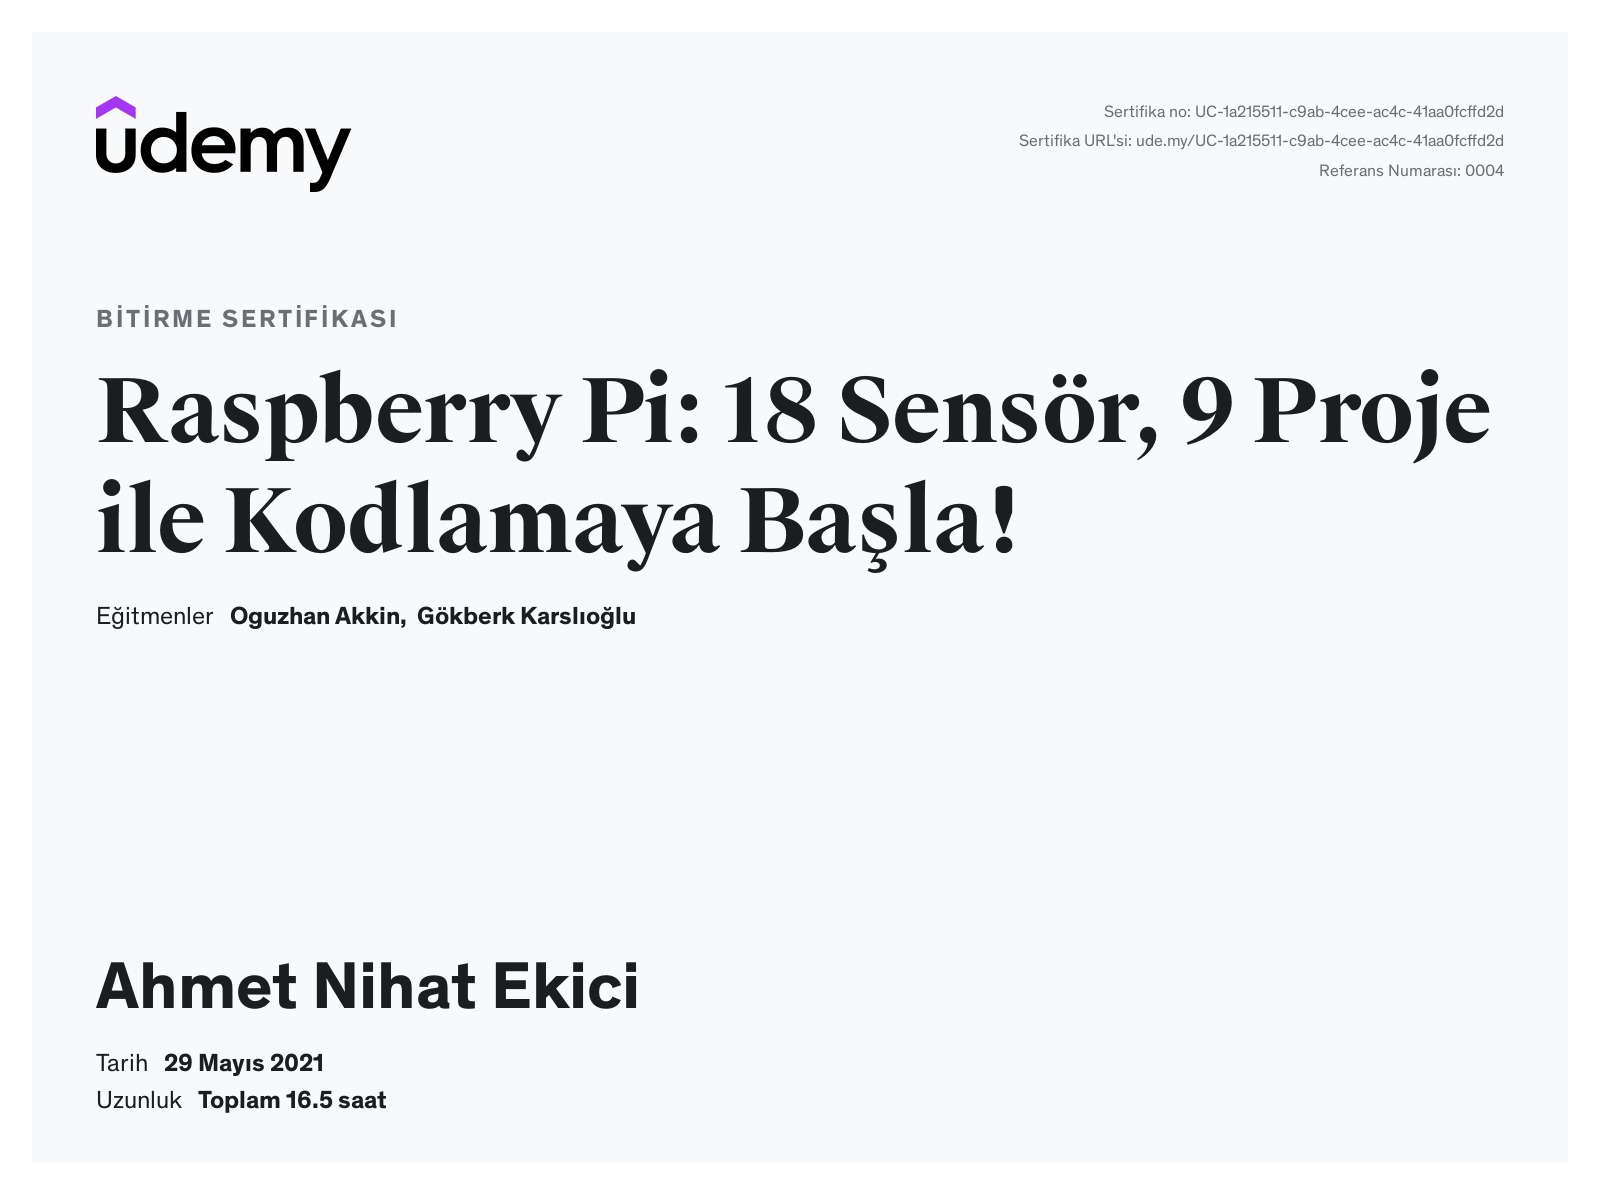 udemy
Sertifika no: UC-1a215511-c9ab-4cee-ac4c-41aa0fcffd2d
Sertifika URL'si: ude.my/UC-1a215511-c9ab-4cee-ac4c-41aa0fcffd2d
Referans Numarası: 0004
BİTİRME SERTİFİKASI
Raspberry Pi: 18 Sensör, 9 Proje
ile Kodlamaya Başla!
Eğitmenler Oguzhan Akkin, Gökberk Karslıoğlu
Ahmet Nihat Ekici
Tarih 29 Mayıs 2021
Uzunluk Toplam 16.5 saat